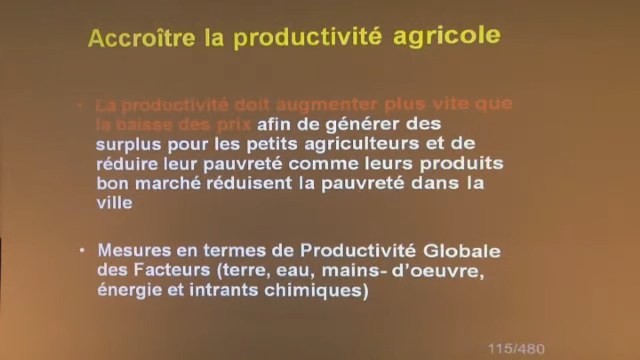 Accroître la productivité agricole
• La productivité doit augmenter plus vite que
la baisse des prix afin de générer des
surplus pour les petits agriculteurs et de
réduire leur pauvreté comme leurs produits
bon marché réduisent la pauvreté dans la
ville
• Mesures en termes de Productivité Globale
des Facteurs (terre, eau, mains- d'oeuvre,
énergie et intrants chimiques)
115/480